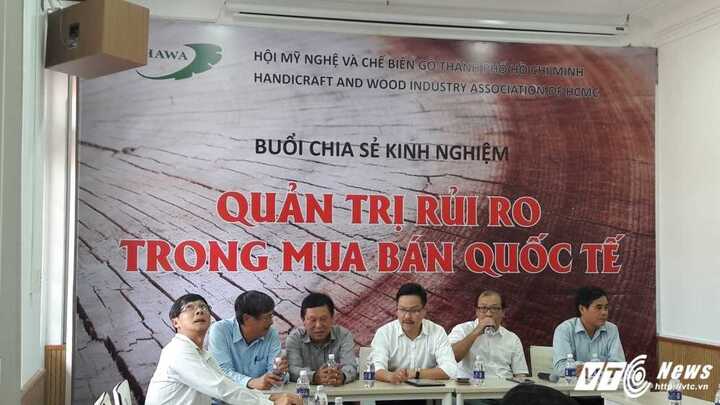 HAWA
HỘI MỸ NGHỆ VÀ CHẾ BIẾN GỖ THÀNH PHỐ HỒ CHÍ MINH
HANDICRAFT AND WOOD INDUSTRY ASSOCIATION OF HCMC
BUỔI CHIA SẺ KINH NGHIỆM
QUẢN TRỊ RỦI RO
TRONG MUA BÁN QUỐC TẾ
VTC News
http://vtc.vn